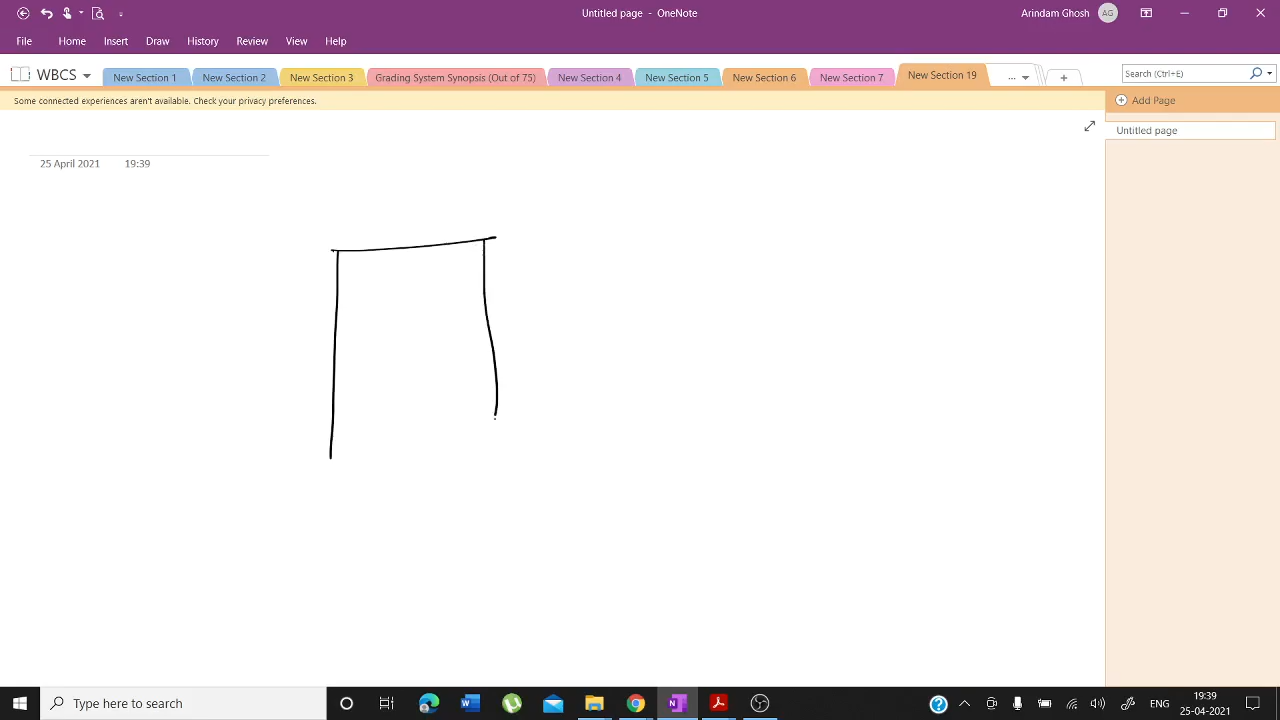 Untitled page - OneNote
Arindam Ghosh AG
File Home Insert Draw History Review View Help
WBCS New Section 1 New Section 2 New Section 3 Grading System Synopsis (Out of 75) New Section 4 New Section 5 New Section 6 New Section 7 New Section 19 ... Search (Ctrl+E)
Some connected experiences aren't available. Check your privacy preferences.
Add Page
Untitled page
25 April 2021 19:39
Type here to search
ENG
19:39
25-04-2021